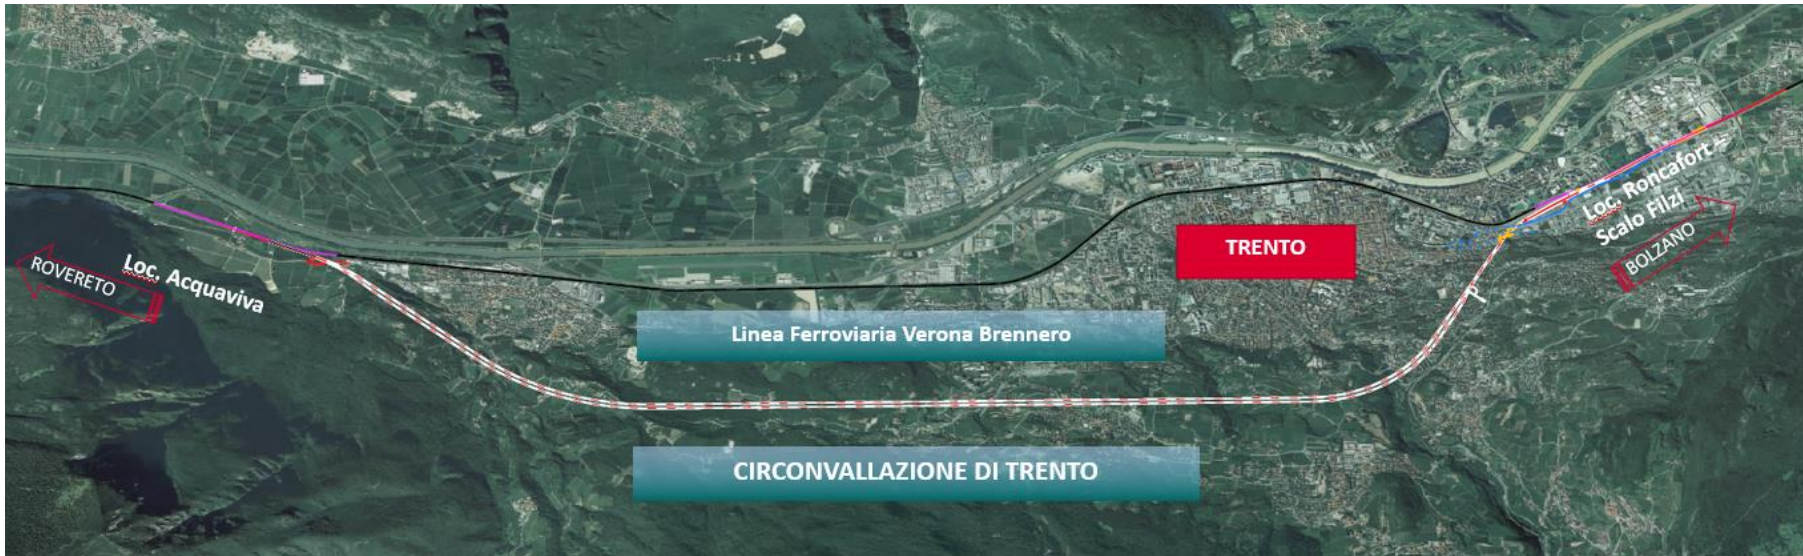 Loc. Acquaviva
ROVERETO
TRENTO
Loc. Roncafort
Scalo Filzi
BOLZANO
Linea Ferroviaria Verona Brennero
CIRCONVALLAZIONE DI TRENTO